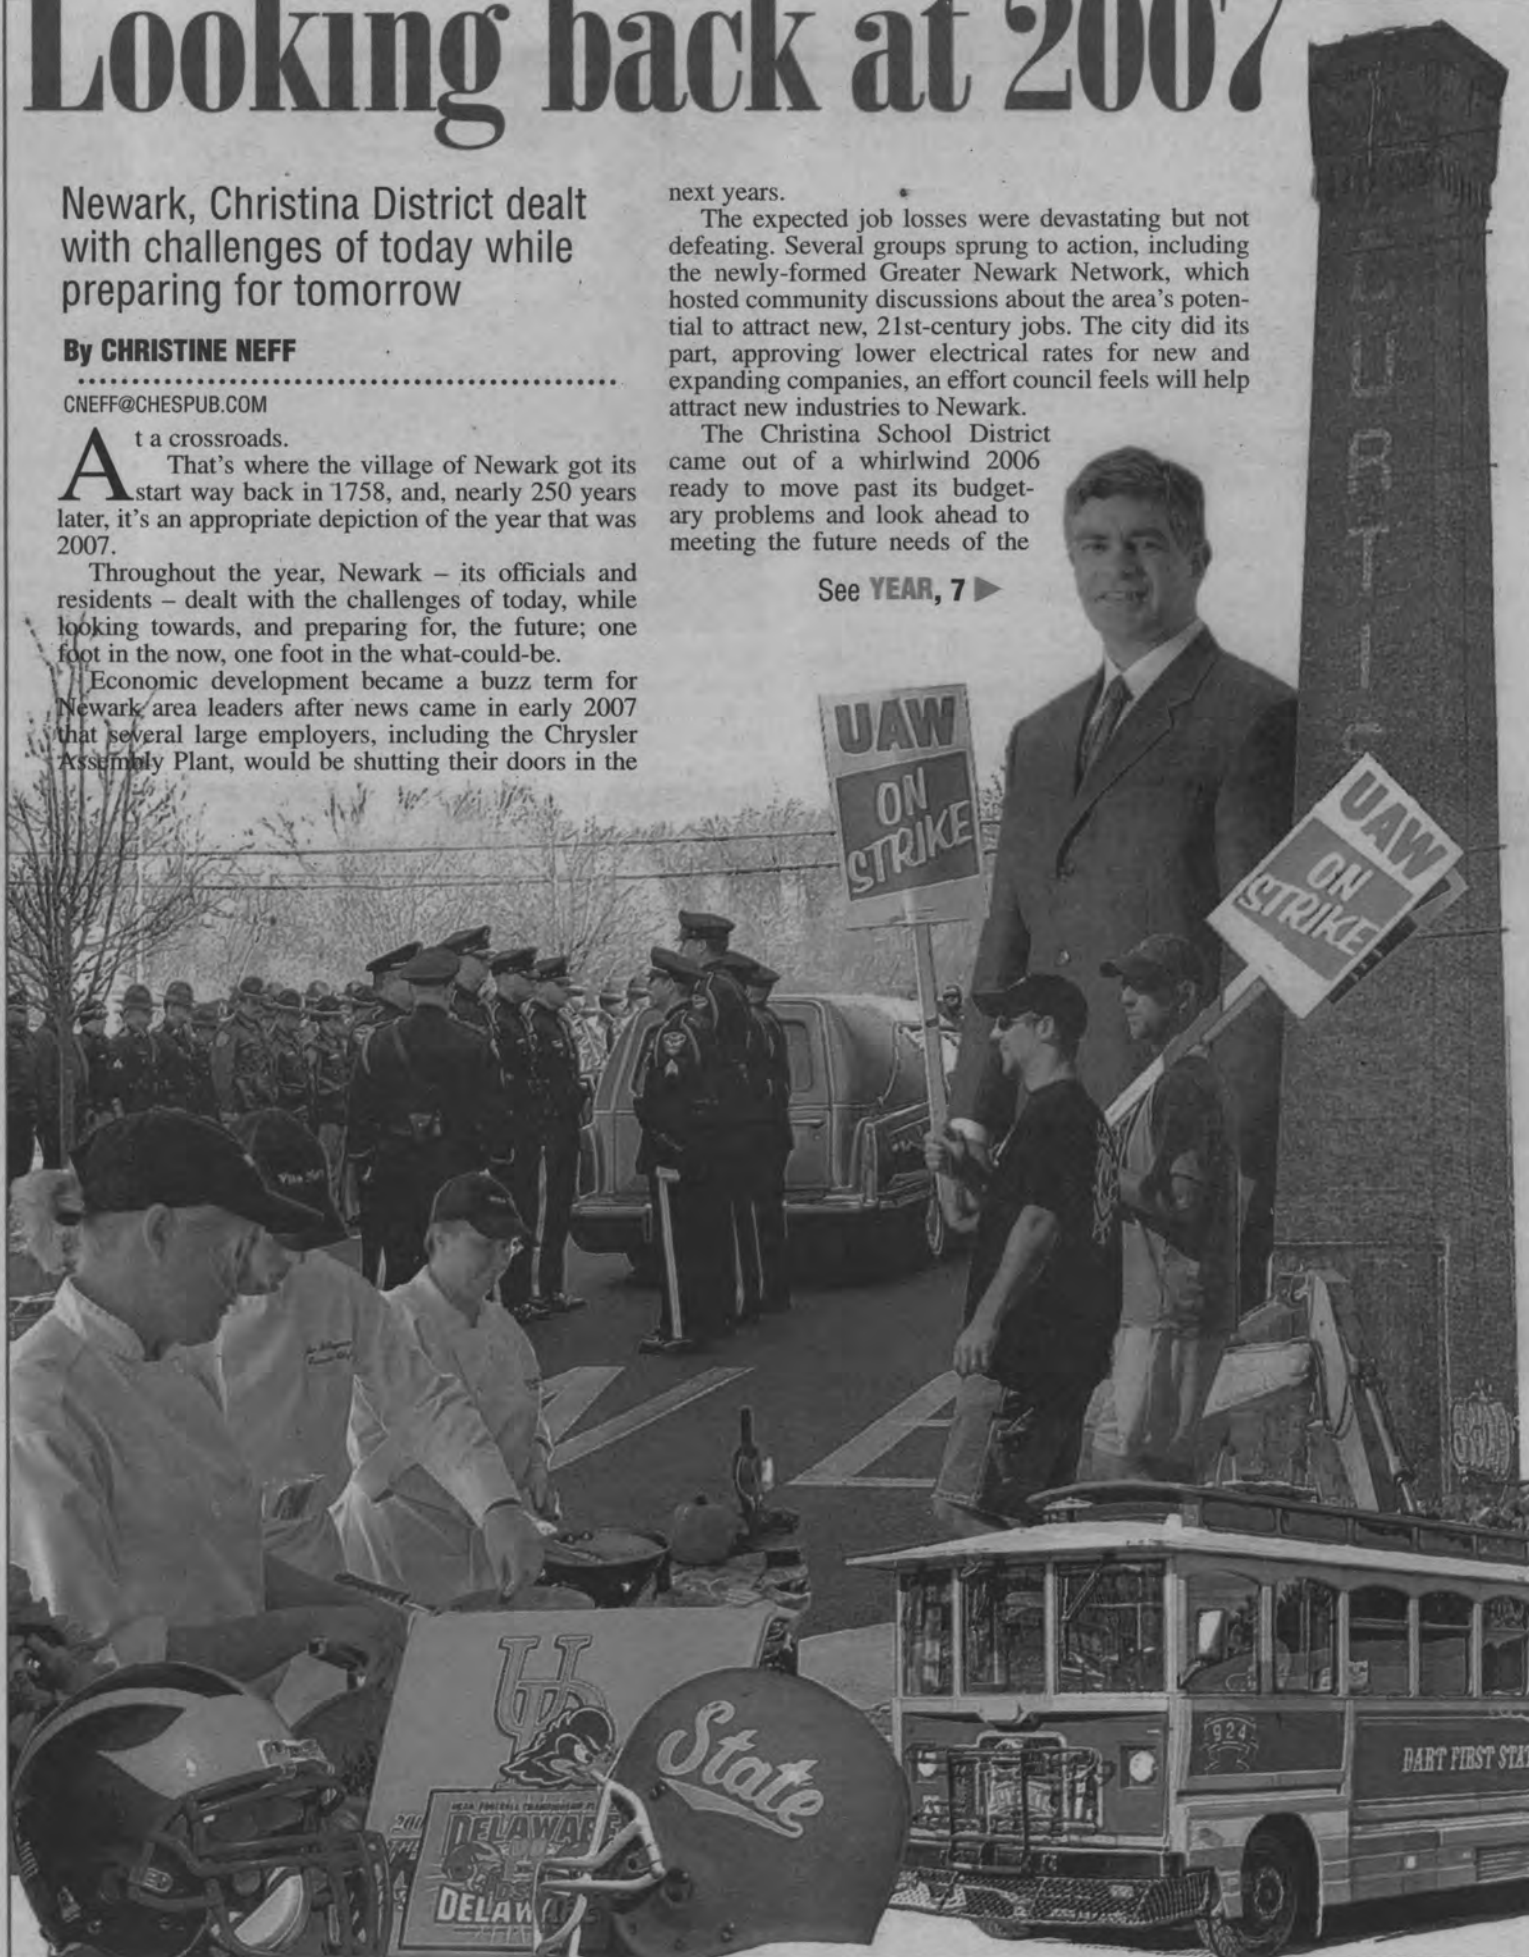 Looking back at 2007
Newark, Christina District dealt
with challenges of today while
preparing for tomorrow
By CHRISTINE NEFF
CNEFF@CHESPUB.COM
At a crossroads.
That's where the village of Newark got its
start way back in 1758, and, nearly 250 years
later, it's an appropriate depiction of the year that was
2007.
Throughout the year, Newark – its officials and
residents – dealt with the challenges of today, while
looking towards, and preparing for, the future; one
foot in the now, one foot in the what-could-be.
Economic development became a buzz term for
Newark area leaders after news came in early 2007
that several large employers, including the Chrysler
Assembly Plant, would be shutting their doors in the
next years.
The expected job losses were devastating but not
defeating. Several groups sprung to action, including
the newly-formed Greater Newark Network, which
hosted community discussions about the area's poten-
tial to attract new, 21st-century jobs. The city did its
part, approving lower electrical rates for new and
expanding companies, an effort council feels will help
attract new industries to Newark.
The Christina School District
came out of a whirlwind 2006
ready to move past its budget-
ary problems and look ahead to
meeting the future needs of the
See YEAR, 7 ▶
CURTIS
UAW
ON
STRIKE
UAW
ON
STRIKE
UD
State
DELAWARE
DELAWARE
924
DART FIRST STAT